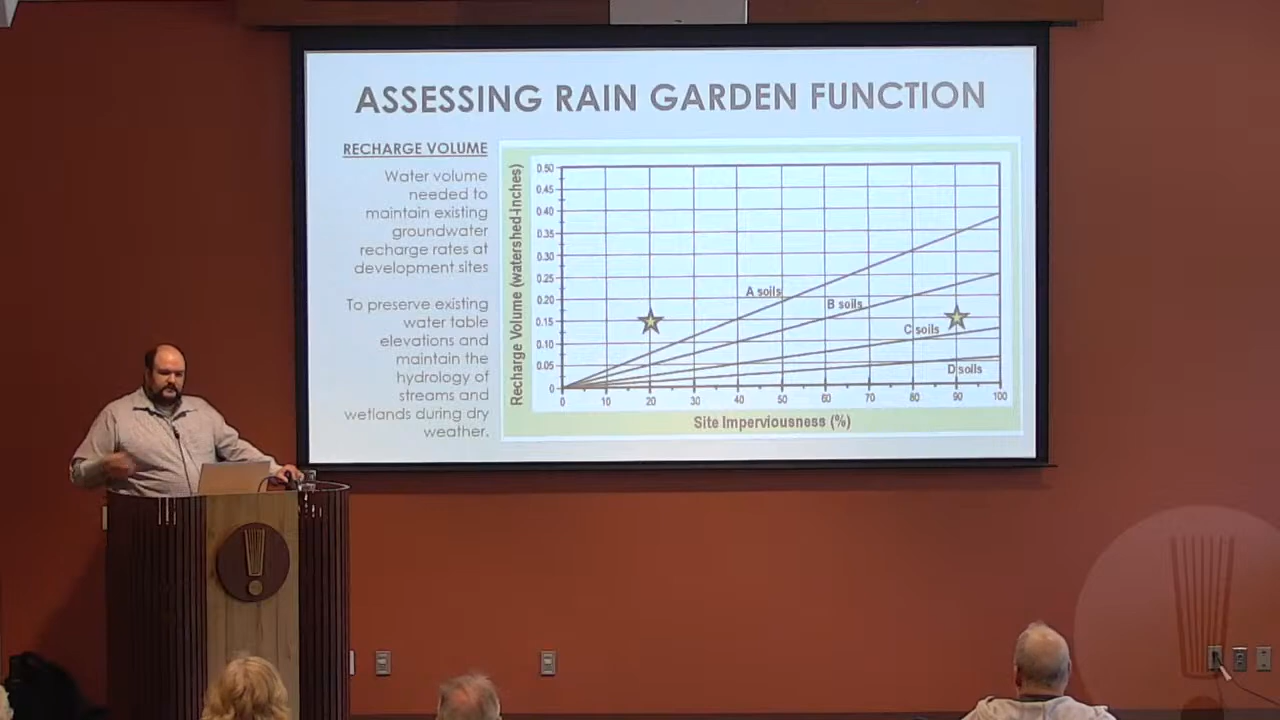 ASSESSING RAIN GARDEN FUNCTION
RECHARGE VOLUME
Water volume
needed to
maintain existing
groundwater
recharge rates at
development sites
To preserve existing
water table
elevations and
maintain the
hydrology of
streams and
wetlands during dry
weather.
Recharge Volume (watershed-inches)
0.50
0.45
0.40
0.35
0.30
0.25
0.20
0.15
0.10
0.05
0
A soils
B soils
C soils
D soils
0 10 20 30 40 50 60 70 80 90 100
Site Imperviousness (%)